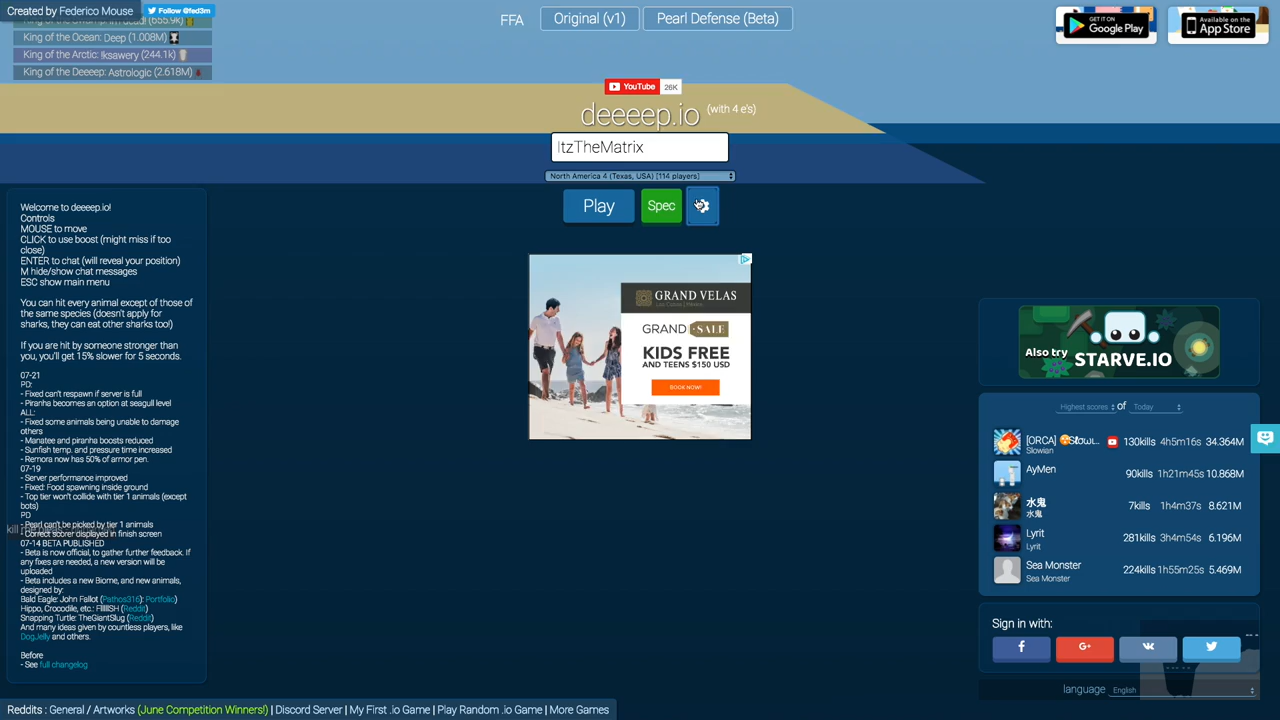 Created by Federico Mouse
Follow @fed3m
King of the Ocean: Deep (1.008M)
King of the Arctic: !ksawery (244.1k)
King of the Deeeep: Astrologic (2.618M)
FFA
Original (v1)
Pearl Defense (Beta)
GET IT ON
Google Play
Available on the
App Store
YouTube 26K
deeeep.io (with 4 e's)
ItzTheMatrix
North America 4 (Texas, USA) [114 players]
Play
Spec
Welcome to deeeep.io!
Controls
MOUSE to move
CLICK to use boost (might miss if too
close)
ENTER to chat (will reveal your position)
M hide/show chat messages
ESC show main menu
You can hit every animal except of those of
the same species (doesn't apply for
sharks, they can eat other sharks too!)
If you are hit by someone stronger than
you, you'll get 15% slower for 5 seconds.
07-21
PD:
- Fixed can't respawn if server is full
- Piranha becomes an option at seagull level
ALL:
- Fixed some animals being unable to damage
others
- Manatee and piranha boosts reduced
- Sunfish temp. and pressure time increased
- Remora now has 50% of armor pen.
07-19
- Server performance improved
- Fixed: Food spawning inside ground
- Top tier won't collide with tier 1 animals (except
bots)
PD
- Pearl can't be picked by tier 1 animals
- Correct score displayed in finish screen
07-14 BETA PUBLISHED
- Beta is now official, to gather further feedback. If
any fixes are needed, a new version will be
uploaded
- Beta includes a new Biome, and new animals,
designed by:
Bald Eagle: John Fallot (Pathos316): Portfolio)
Hippo, Crocodile, etc.: FIIIIISH (Reddit)
Snapping Turtle: TheGiantSlug (Reddit)
And many ideas given by countless players, like
DogJelly and others.
Before
- See full changelog
GRAND VELAS
GRAND SALE
KIDS FREE
AND TEENS $150 USD
BOOK NOW!
Also try
STARVE.IO
Highest scores of Today
[ORCA] 130kills 4h5m16s 34.364M
Slowian
AyMen 90kills 1h21m45s 10.868M
水鬼 7kills 1h4m37s 8.621M
水鬼
Lyrit 281kills 3h4m54s 6.196M
Lyrit
Sea Monster 224kills 1h55m25s 5.469M
Sea Monster
Sign in with:
language English
Reddits : General / Artworks (June Competition Winners!) | Discord Server | My First .io Game | Play Random .io Game | More Games